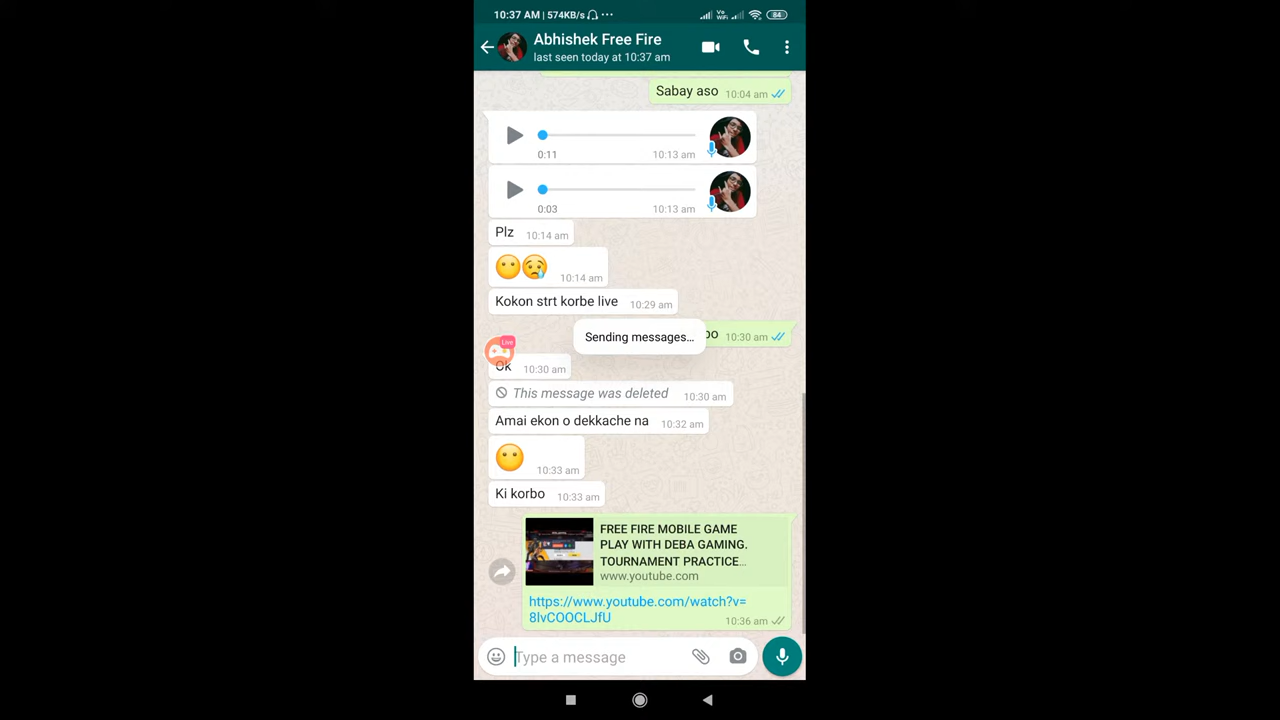 10:37 AM | 574KB/s ...
Vo WiFi 84
Abhishek Free Fire
last seen today at 10:37 am
Sabay aso 10:04 am
0:11 10:13 am
0:03 10:13 am
Plz 10:14 am
10:14 am
Kokon strt korbe live 10:29 am
Sending messages...
bo 10:30 am
Live
Ok 10:30 am
This message was deleted 10:30 am
Amai ekon o dekkache na 10:32 am
10:33 am
Ki korbo 10:33 am
FREE FIRE MOBILE GAME
PLAY WITH DEBA GAMING.
TOURNAMENT PRACTICE...
www.youtube.com
https://www.youtube.com/watch?v=
8lvCOOCLJfU
10:36 am
Type a message